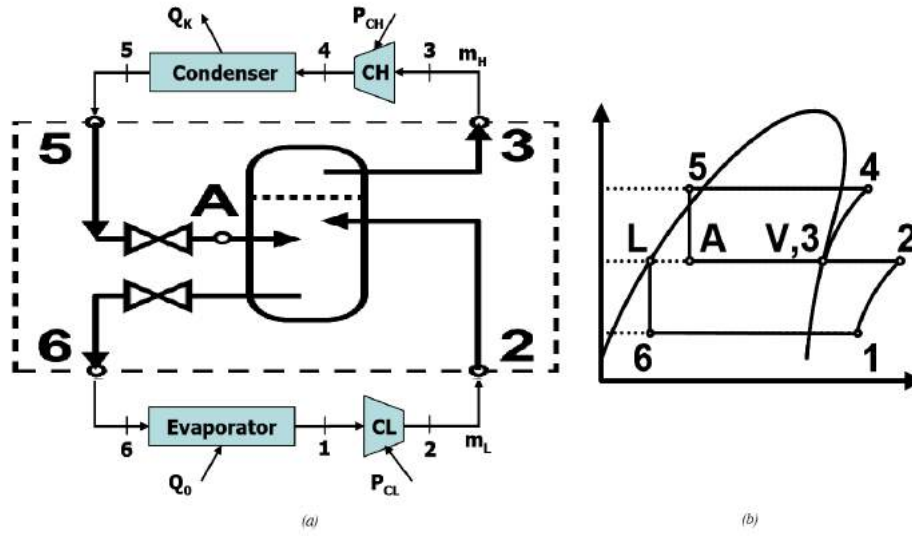 Q_K P_CH
5 4 3 m_H
Condenser CH
5 3
A
6 2
Evaporator CL
6 1 2 m_L
Q_0 P_CL
(a)
5 4
L A V,3 2
6 1
(b)